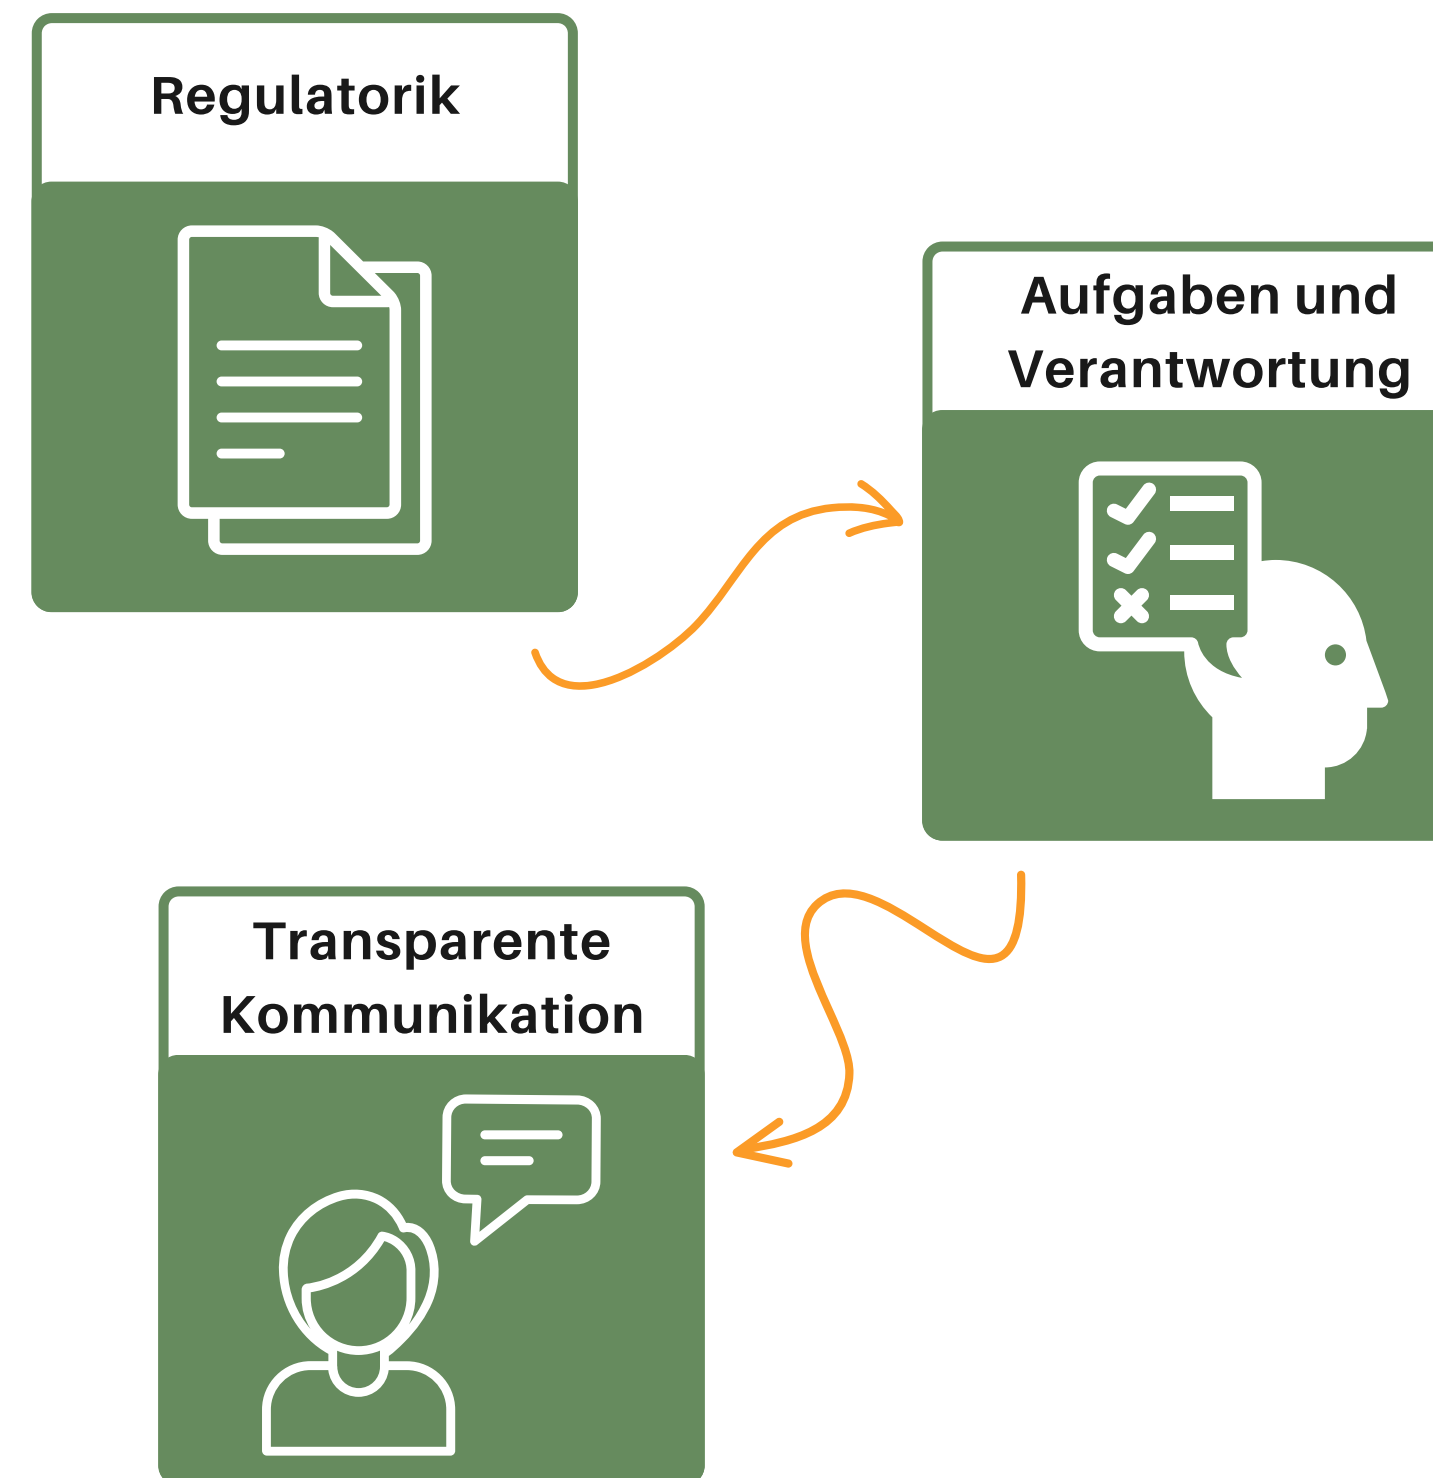 Regulatorik
Aufgaben und
Verantwortung
Transparente
Kommunikation